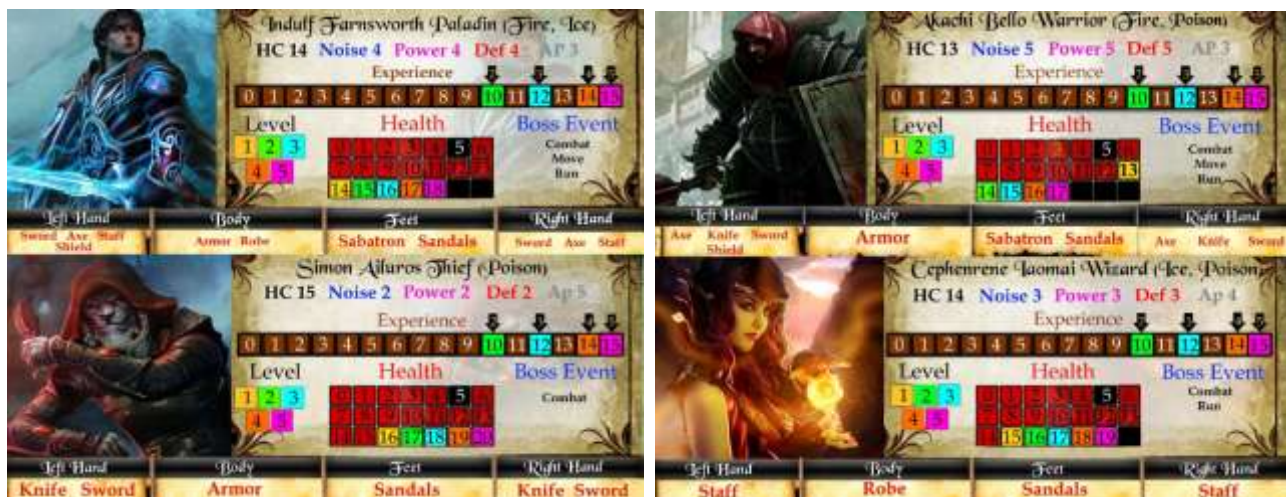 Indulf Farnsworth Paladin (Fire, Ice)
HC 14 Noise 4 Power 4 Def 4 AP 3
Experience
0 1 2 3 4 5 6 7 8 9 10 11 12 13 14 15
Level Health Boss Event
1 2 3
4 5
5
14 15 16 17 18
Combat
Move
Run
Left Hand Body Feet Right Hand
Sword Axe Staff
Shield
Armor Robe
Sabatron Sandals
Sword Axe Staff
Akachi Bello Warrior (Fire, Poison)
HC 13 Noise 5 Power 5 Def 5 AP 3
Experience
0 1 2 3 4 5 6 7 8 9 10 11 12 13 14 15
Level Health Boss Event
1 2 3
4 5
5
13
14 15 16 17
Combat
Move
Run
Left Hand Body Feet Right Hand
Axe Knife Sword
Shield
Armor
Sabatron Sandals
Axe Knife Sword
Simon Ailuros Thief (Poison)
HC 15 Noise 2 Power 2 Def 2 Ap 5
Experience
0 1 2 3 4 5 6 7 8 9 10 11 12 13 14 15
Level Health Boss Event
1 2 3
4 5
5
16 17 18 19 20
Combat
Left Hand Body Feet Right Hand
Knife Sword Armor Sandals Knife Sword
Cephenrene Iaomai Wizard (Ice, Poison)
HC 14 Noise 3 Power 3 Def 3 Ap 4
Experience
0 1 2 3 4 5 6 7 8 9 10 11 12 13 14 15
Level Health Boss Event
1 2 3
4 5
5
15 16 17 18 19
Combat
Run
Left Hand Body Feet Right Hand
Staff Robe Sandals Staff